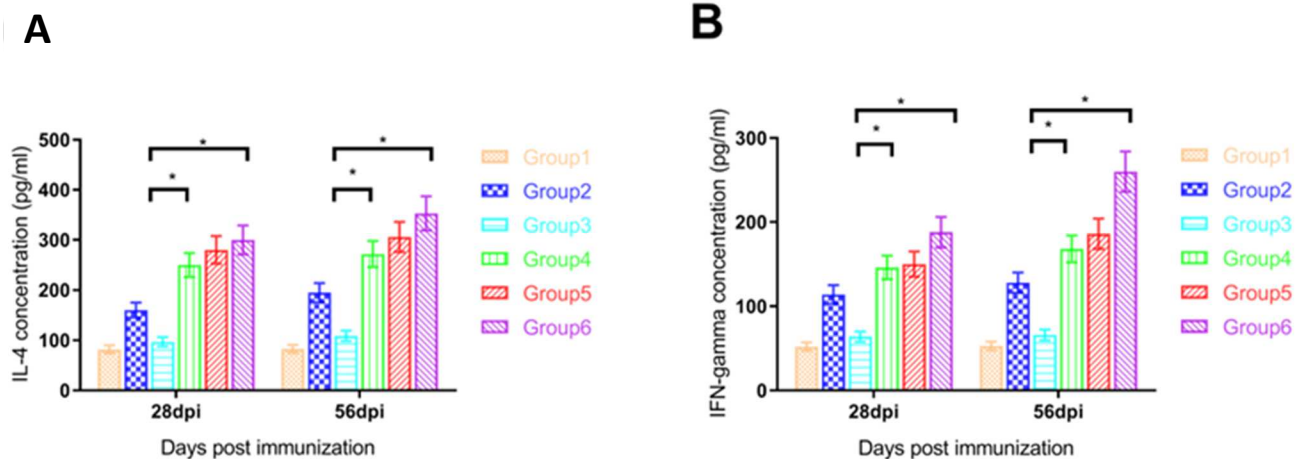 A
IL-4 concentration (pg/ml)
500
400
300
200
100
0
*
*
*
*
28dpi
56dpi
Days post immunization
Group1
Group2
Group3
Group4
Group5
Group6
B
IFN-gamma concentration (pg/ml)
300
200
100
0
*
*
*
*
28dpi
56dpi
Days post immunization
Group1
Group2
Group3
Group4
Group5
Group6